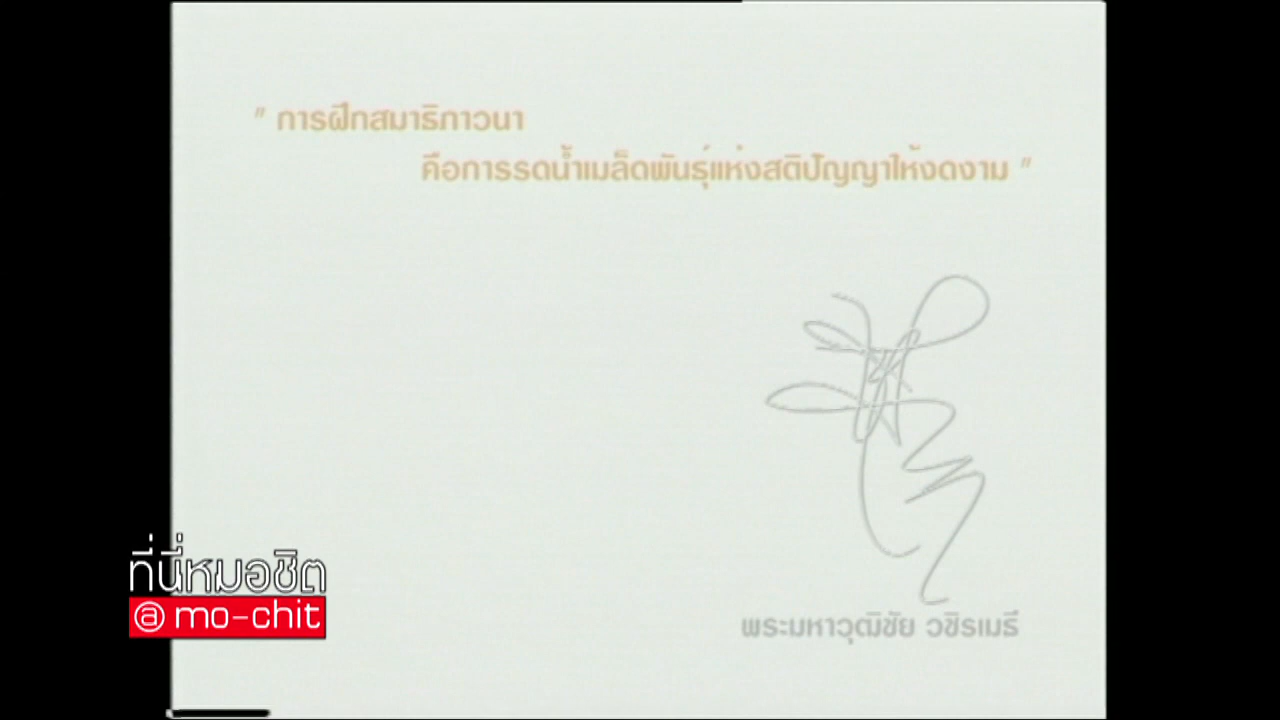 " การฝึกสมาธิภาวนา
คือการรดน้ำเมล็ดพันธุ์แห่งสติปัญญาให้งดงาม "
พระมหาวุฒิชัย วชิรเมธี
ที่นี่หมอชิต
@ mo-chit